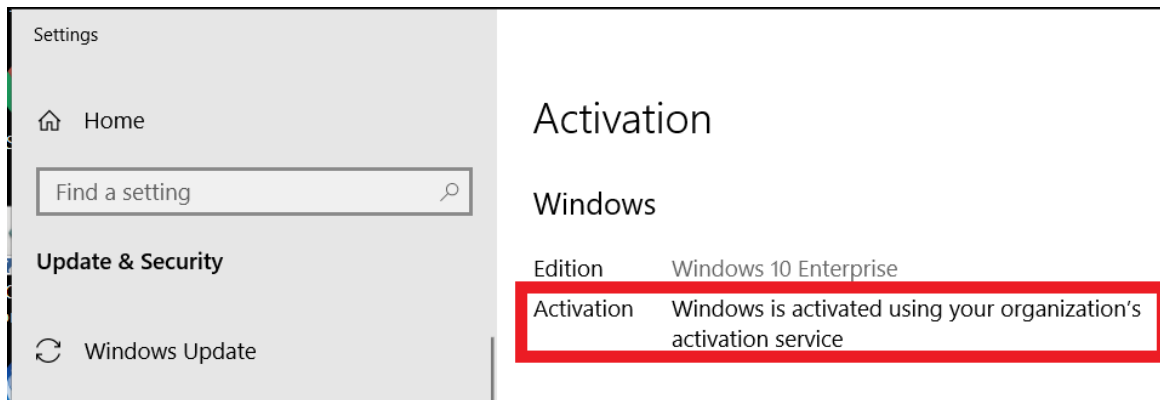 Settings
Home
Find a setting
Update & Security
Windows Update
Activation
Windows
Edition Windows 10 Enterprise
Activation Windows is activated using your organization's
activation service